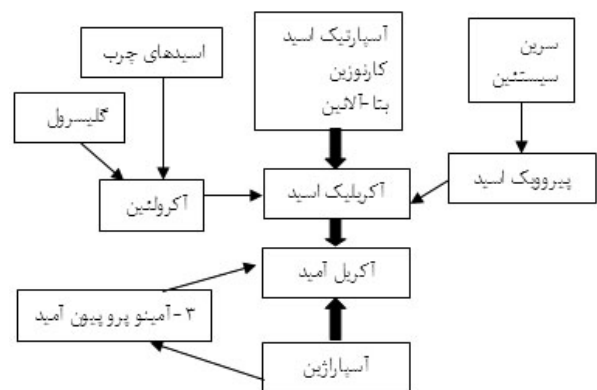 آسپارتیک اسید
کارنوزین
بتا-آلانین
سرین
سیستئین
اسیدهای چرب
گلیسرول
پیروویک اسید
آکریلیک اسید
آکرولئین
آکریل آمید
۳-آمینو پروپیون آمید
آسپاراژین